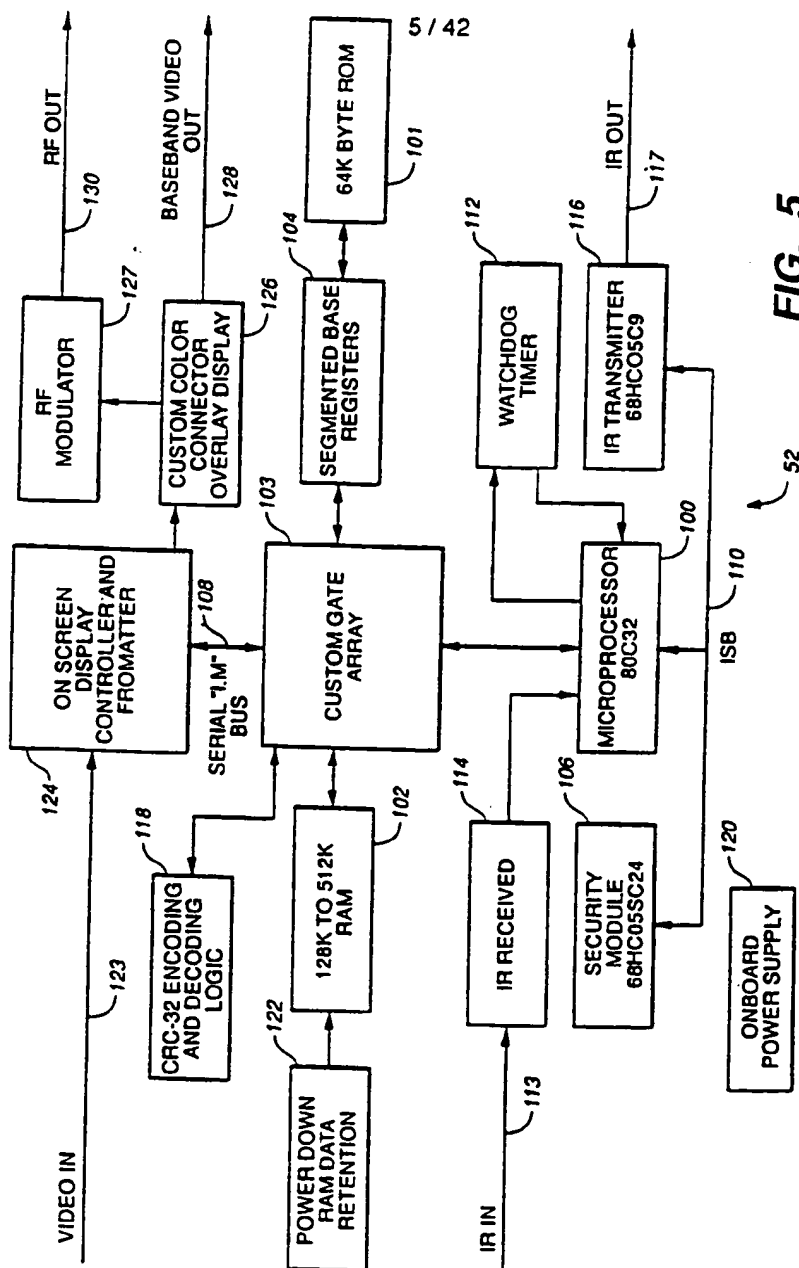 5 / 42
VIDEO IN
123
124
ON SCREEN
DISPLAY
CONTROLLER AND
FROMATTER
RF
MODULATOR
127
RF OUT
130
CUSTOM COLOR
CONNECTOR
OVERLAY DISPLAY
126
BASEBAND VIDEO
OUT
128
SERIAL "I.M"
BUS
108
118
CRC-32 ENCODING
AND DECODING
LOGIC
122
POWER DOWN
RAM DATA
RETENTION
128K TO 512K
RAM
102
103
CUSTOM GATE
ARRAY
104
SEGMENTED BASE
REGISTERS
64K BYTE ROM
101
IR IN
113
114
IR RECEIVED
106
SECURITY
MODULE
68HC05SC24
MICROPROCESSOR
80C32
100
112
WATCHDOG
TIMER
116
IR TRANSMITTER
68HCO5C9
IR OUT
117
ISB
110
52
120
ONBOARD
POWER SUPPLY
FIG. 5